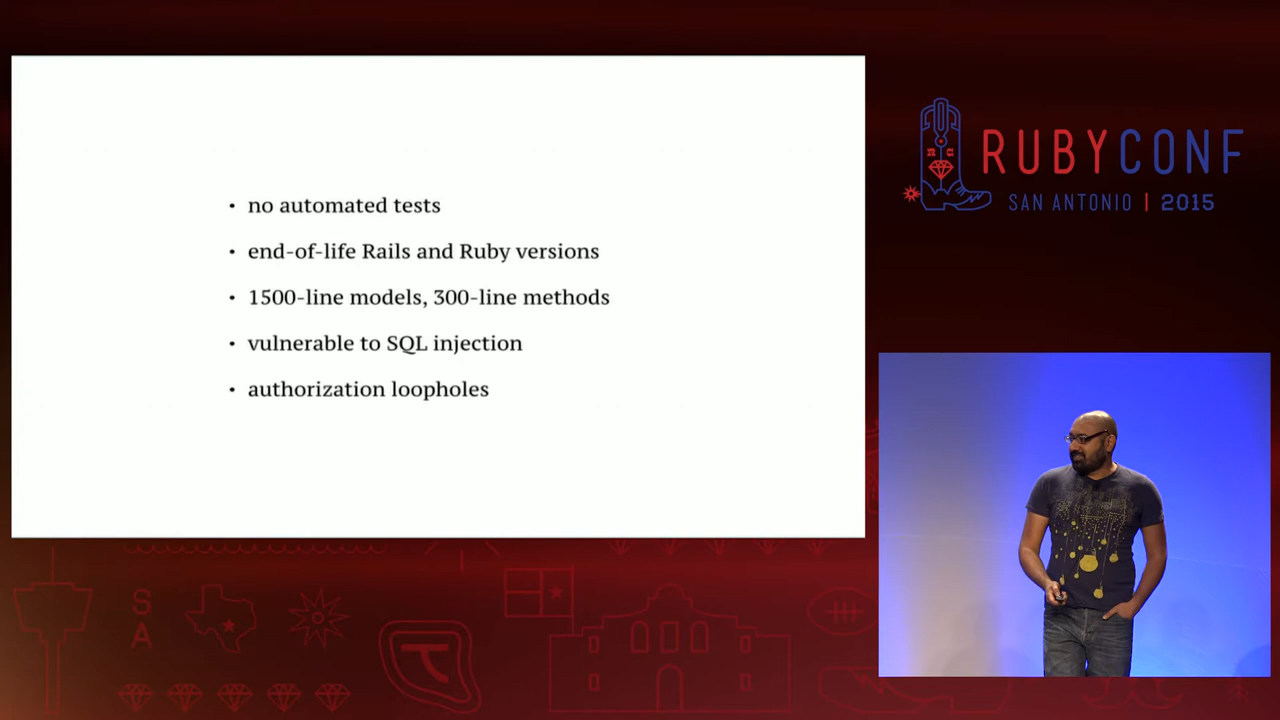 • no automated tests
• end-of-life Rails and Ruby versions
• 1500-line models, 300-line methods
• vulnerable to SQL injection
• authorization loopholes
RUBYCONF
SAN ANTONIO | 2015
S
A